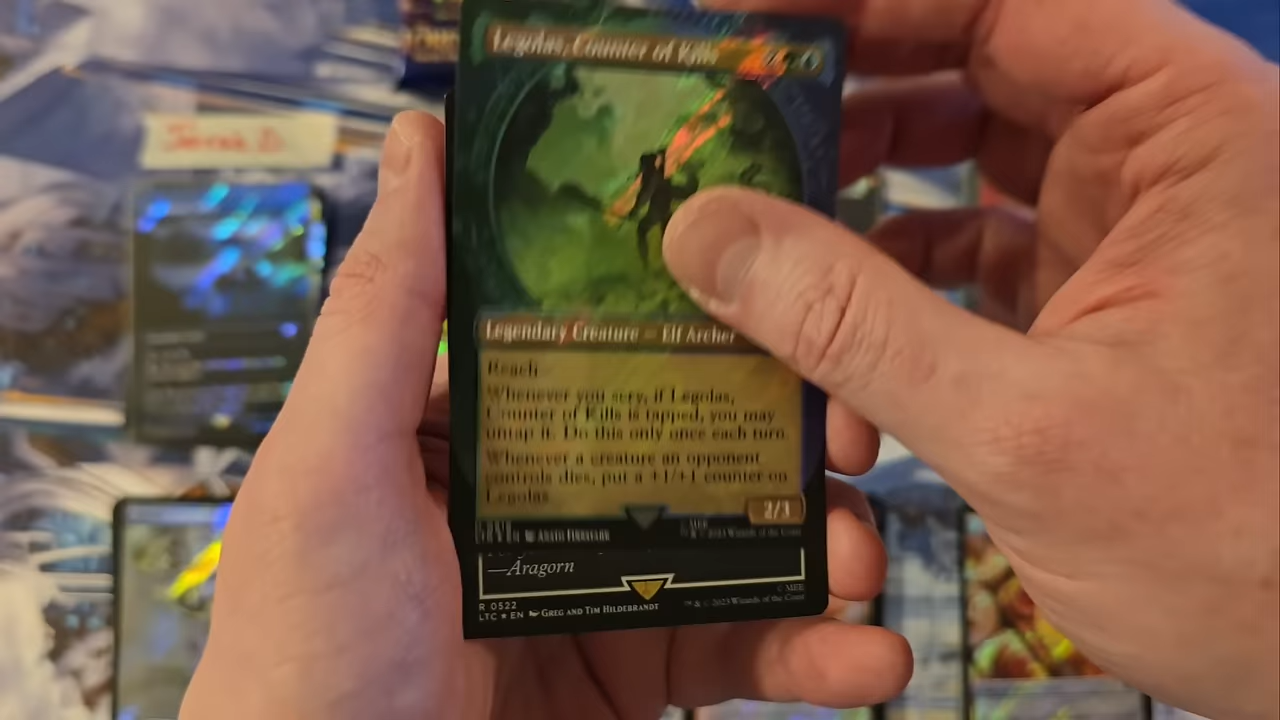 Legolas, Counter of Kills
Legendary Creature — Elf Archer
Reach
Whenever you scry, if Legolas,
Counter of Kills is tapped, you may
untap it. Do this only once each turn.
Whenever a creature an opponent
controls dies, put a +1/+1 counter on
Legolas.
2/3
—Aragorn
R 0522
LTC ★ EN Greg and Tim Hildebrandt
© MEE
™ & © 2023 Wizards of the Coast